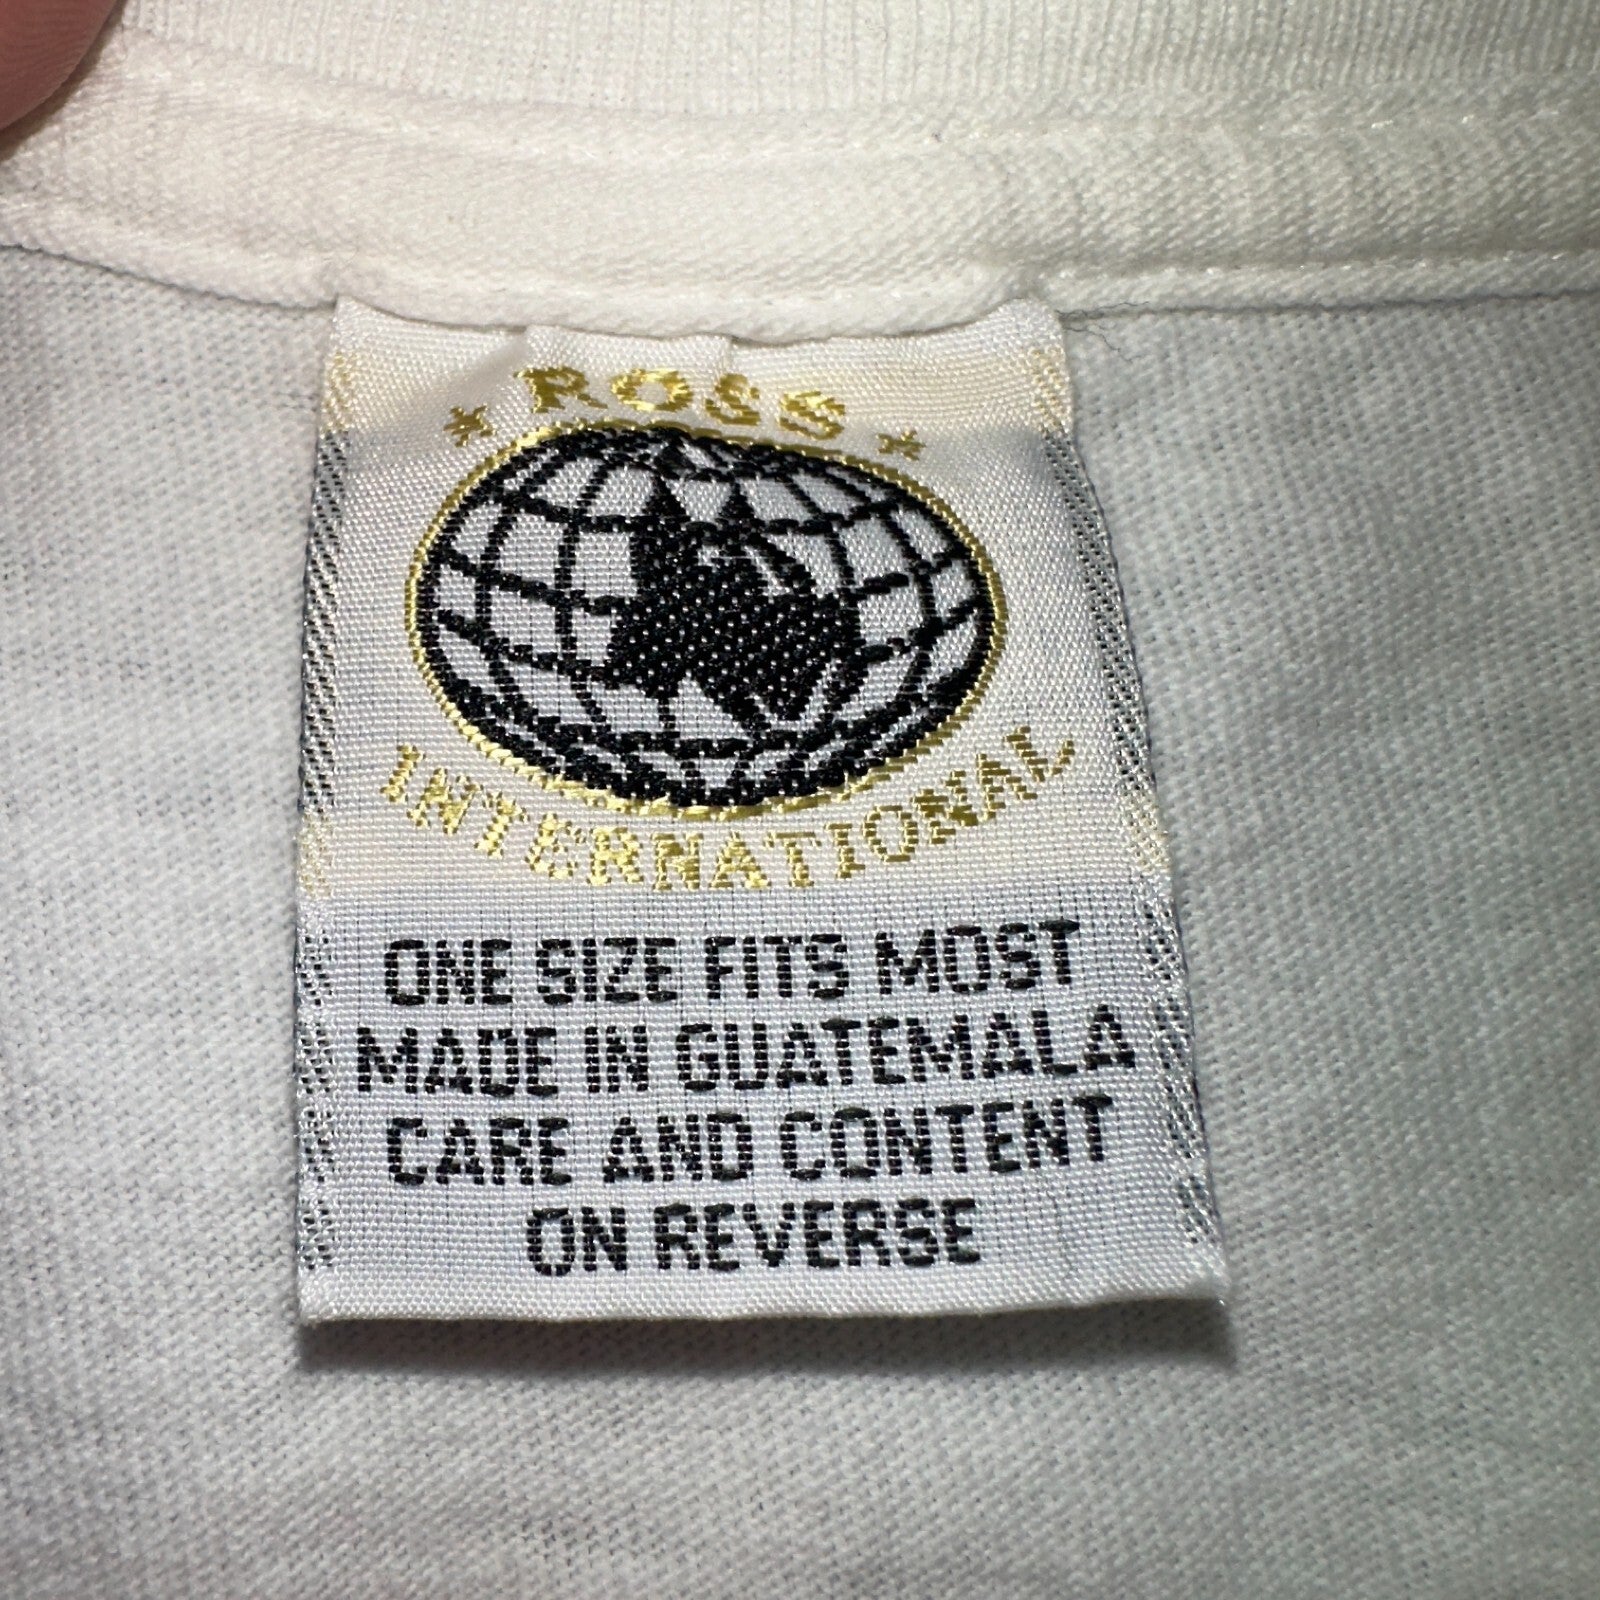 ROSS
INTERNATIONAL
ONE SIZE FITS MOST
MADE IN GUATEMALA
CARE AND CONTENT
ON REVERSE